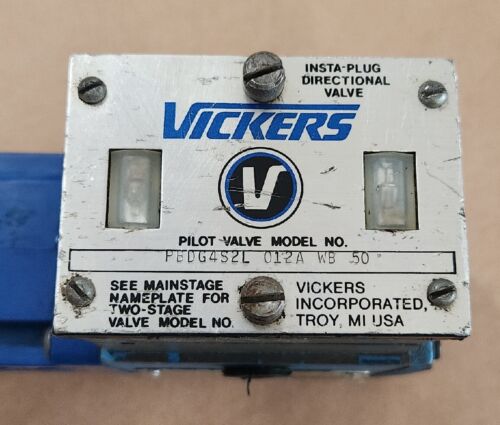 INSTA-PLUG
DIRECTIONAL
VALVE
VICKERS
V
PILOT VALVE MODEL NO.
PBDG4S2L 012A WB 50
SEE MAINSTAGE
NAMEPLATE FOR
TWO-STAGE
VALVE MODEL NO.
VICKERS
INCORPORATED,
TROY, MI USA